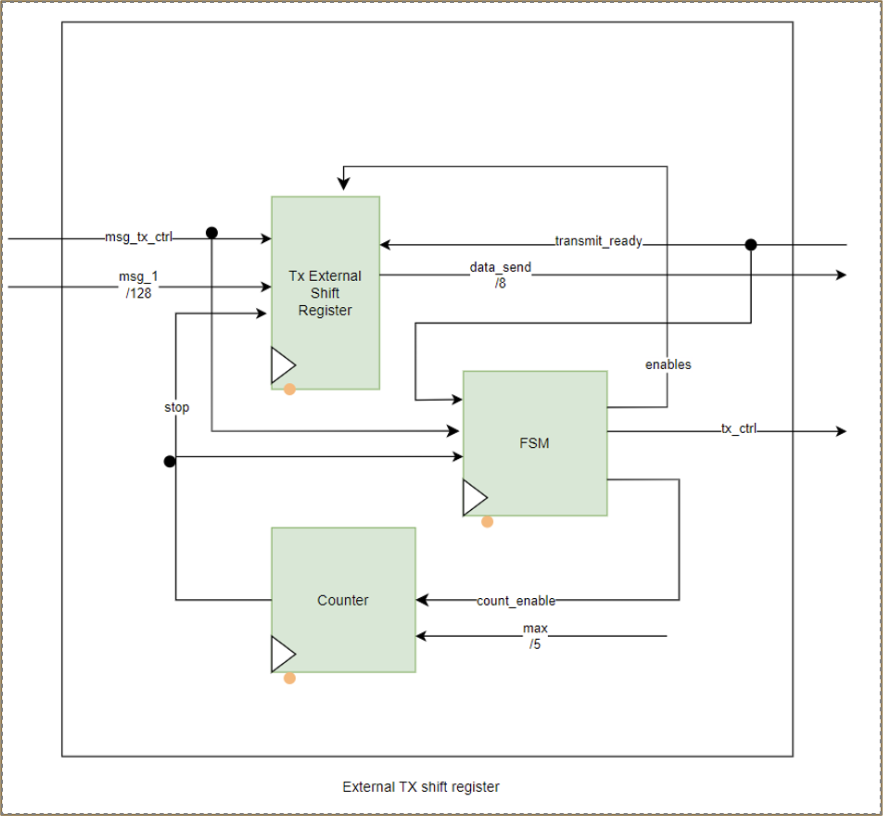 msg_tx_ctrl
transmit_ready
data_send
/8
msg_1
/128
Tx External
Shift
Register
enables
stop
tx_ctrl
FSM
Counter
count_enable
max
/5
External TX shift register